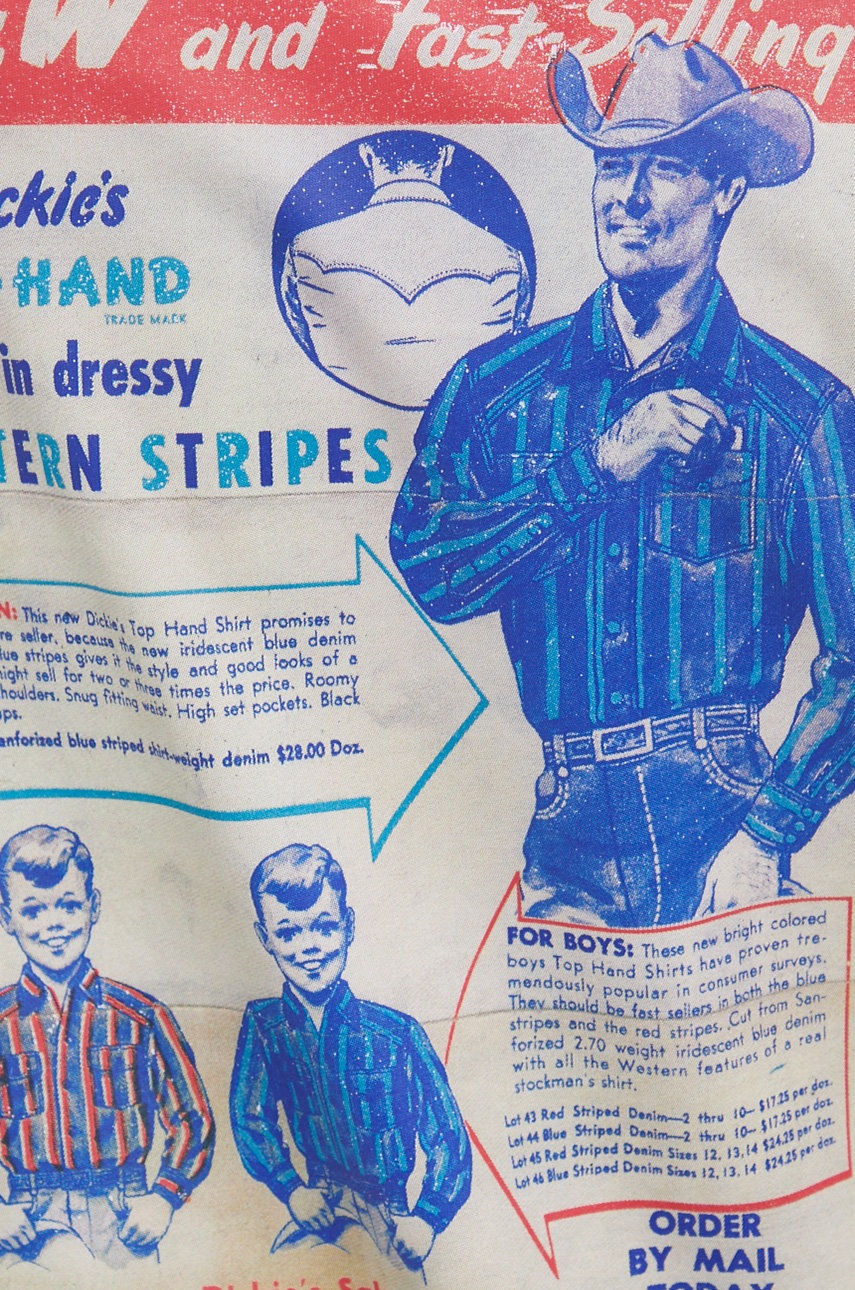 and Fast-Selling
ckie's
-HAND
TRADE MARK
in dressy
TERN STRIPES
N: This new Dickie's Top Hand Shirt promises to
re seller, because the new iridescent blue denim
lue stripes gives it the style and good looks of a
night sell for two or three times the price. Roomy
houlders. Snug fitting waist. High set pockets. Black
ps.
anforized blue striped shirt-weight denim $28.00 Doz.
FOR BOYS: These new bright colored
boys Top Hand Shirts have proven tre-
mendously popular in consumer surveys.
They should be fast sellers in both the blue
stripes and the red stripes. Cut from San-
forized 2.70 weight iridescent blue denim
with all the Western features of a real
stockman's shirt.
Lot 43 Red Striped Denim—2 thru 10—$17.25 per doz.
Lot 44 Blue Striped Denim—2 thru 10—$17.25 per doz.
Lot 45 Red Striped Denim Sizes 12, 13, 14 $24.25 per doz.
Lot 46 Blue Striped Denim Sizes 12, 13, 14 $24.25 per doz.
ORDER
BY MAIL
TODAY
Dickie's Sal